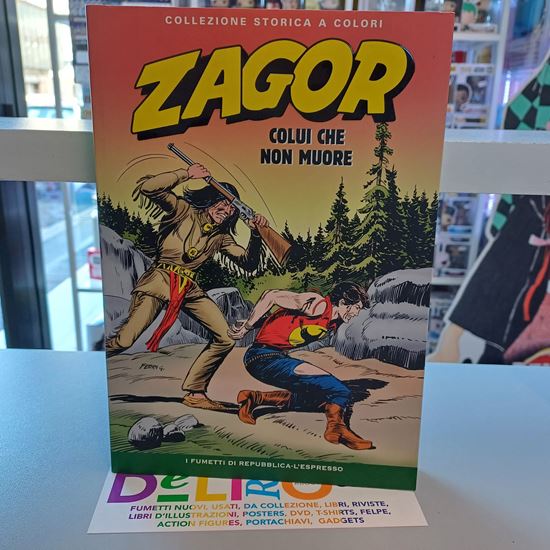 COLLEZIONE STORICA A COLORI
ZAGOR
COLUI CHE
NON MUORE
FERRI G.
I FUMETTI DI REPUBBLICA-L'ESPRESSO
FUMETTI NUOVI, USATI, DA COLLEZIONE, LIBRI, RIVISTE,
LIBRI D'ILLUSTRAZIONI, POSTERS, DVD, T-SHIRTS, FELPE,
ACTION FIGURES, PORTACHIAVI, GADGETS